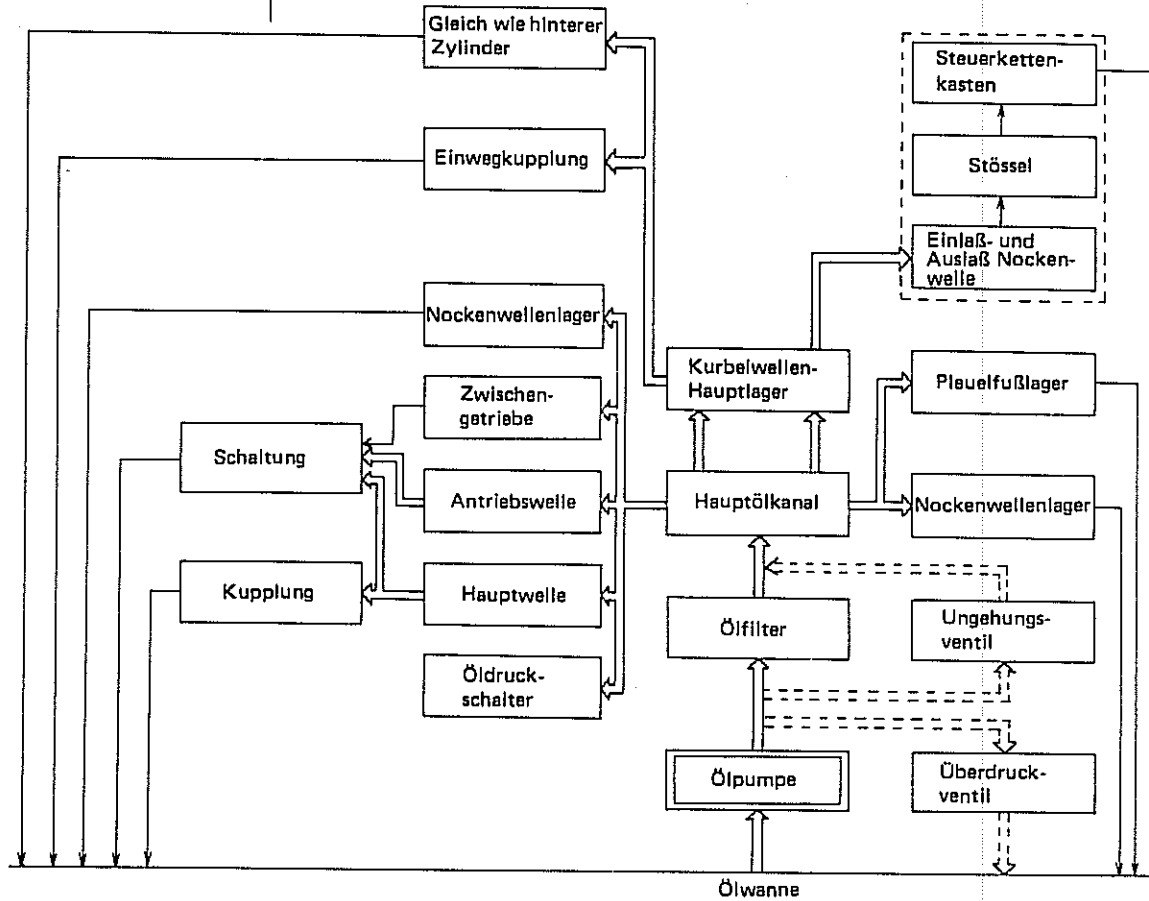 Gleich wie hinterer
Zylinder
Steuerketten-
kasten
Einwegkupplung
Stössel
Einlaß- und
Auslaß Nocken-
welle
Nockenwellenlager
Kurbelwellen-
Hauptlager
Pleuelfußlager
Zwischen-
getriebe
Schaltung
Antriebswelle
Hauptölkanal
Nockenwellenlager
Kupplung
Hauptwelle
Ölfilter
Ungehungs-
ventil
Öldruck-
schalter
Ölpumpe
Überdruck-
ventil
Ölwanne